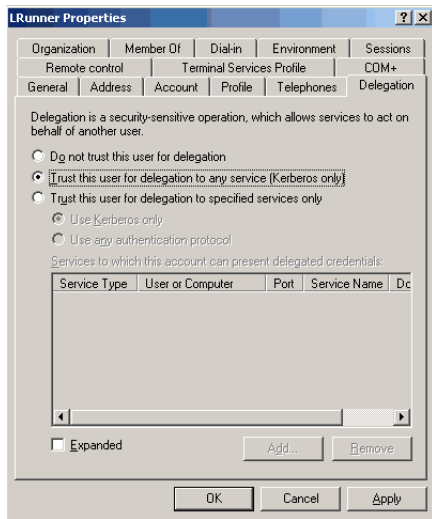 LRunner Properties
Organization Member Of Dial-in Environment Sessions
Remote control Terminal Services Profile COM+
General Address Account Profile Telephones Delegation
Delegation is a security-sensitive operation, which allows services to act on
behalf of another user.
Do not trust this user for delegation
Trust this user for delegation to any service (Kerberos only)
Trust this user for delegation to specified services only
Use Kerberos only
Use any authentication protocol
Services to which this account can present delegated credentials:
Service Type User or Computer Port Service Name Dc
Expanded Add... Remove
OK Cancel Apply